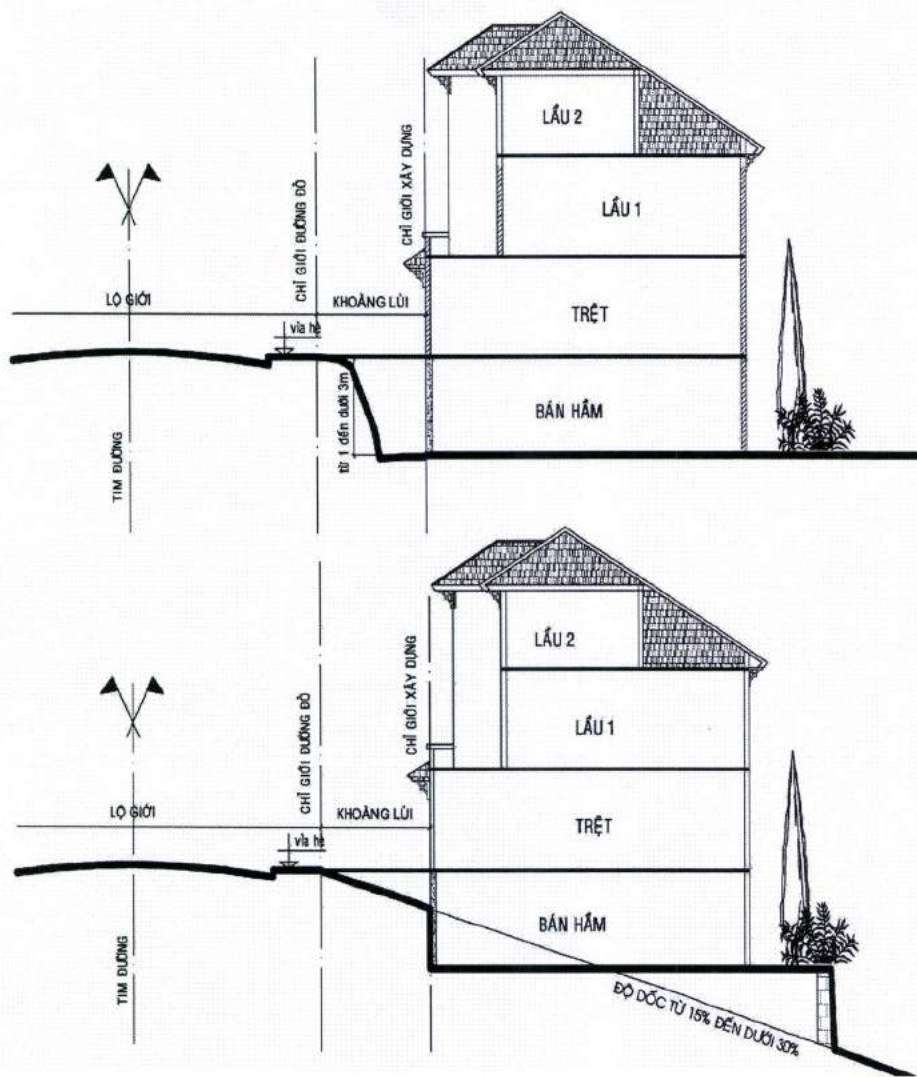 LẦU 2
LẦU 1
CHỈ GIỚI ĐƯỜNG ĐỎ
CHỈ GIỚI XÂY DỰNG
LỘ GIỚI
KHOẢNG LÙI
TRỆT
vỉa hè
BÁN HẦM
TIM ĐƯỜNG
từ 1 đến dưới 3m
LẦU 2
LẦU 1
CHỈ GIỚI ĐƯỜNG ĐỎ
CHỈ GIỚI XÂY DỰNG
LỘ GIỚI
KHOẢNG LÙI
TRỆT
vỉa hè
BÁN HẦM
TIM ĐƯỜNG
ĐỘ DỐC TỪ 15% ĐẾN DƯỚI 30%